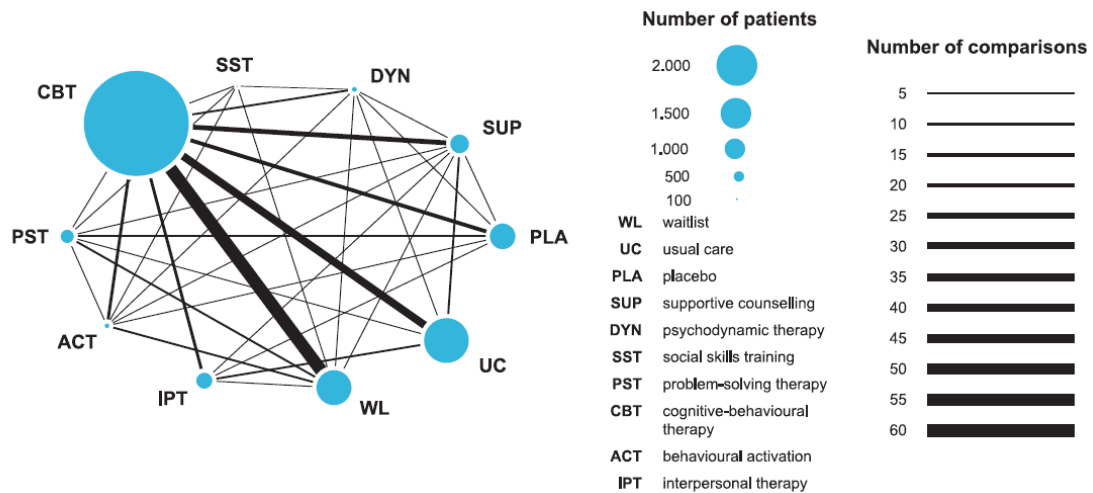 SST
DYN
CBT
SUP
PST
PLA
ACT
UC
IPT
WL
Number of patients
2.000
1.500
1.000
500
100
WL waitlist
UC usual care
PLA placebo
SUP supportive counselling
DYN psychodynamic therapy
SST social skills training
PST problem-solving therapy
CBT cognitive-behavioural
therapy
ACT behavioural activation
IPT interpersonal therapy
Number of comparisons
5
10
15
20
25
30
35
40
45
50
55
60